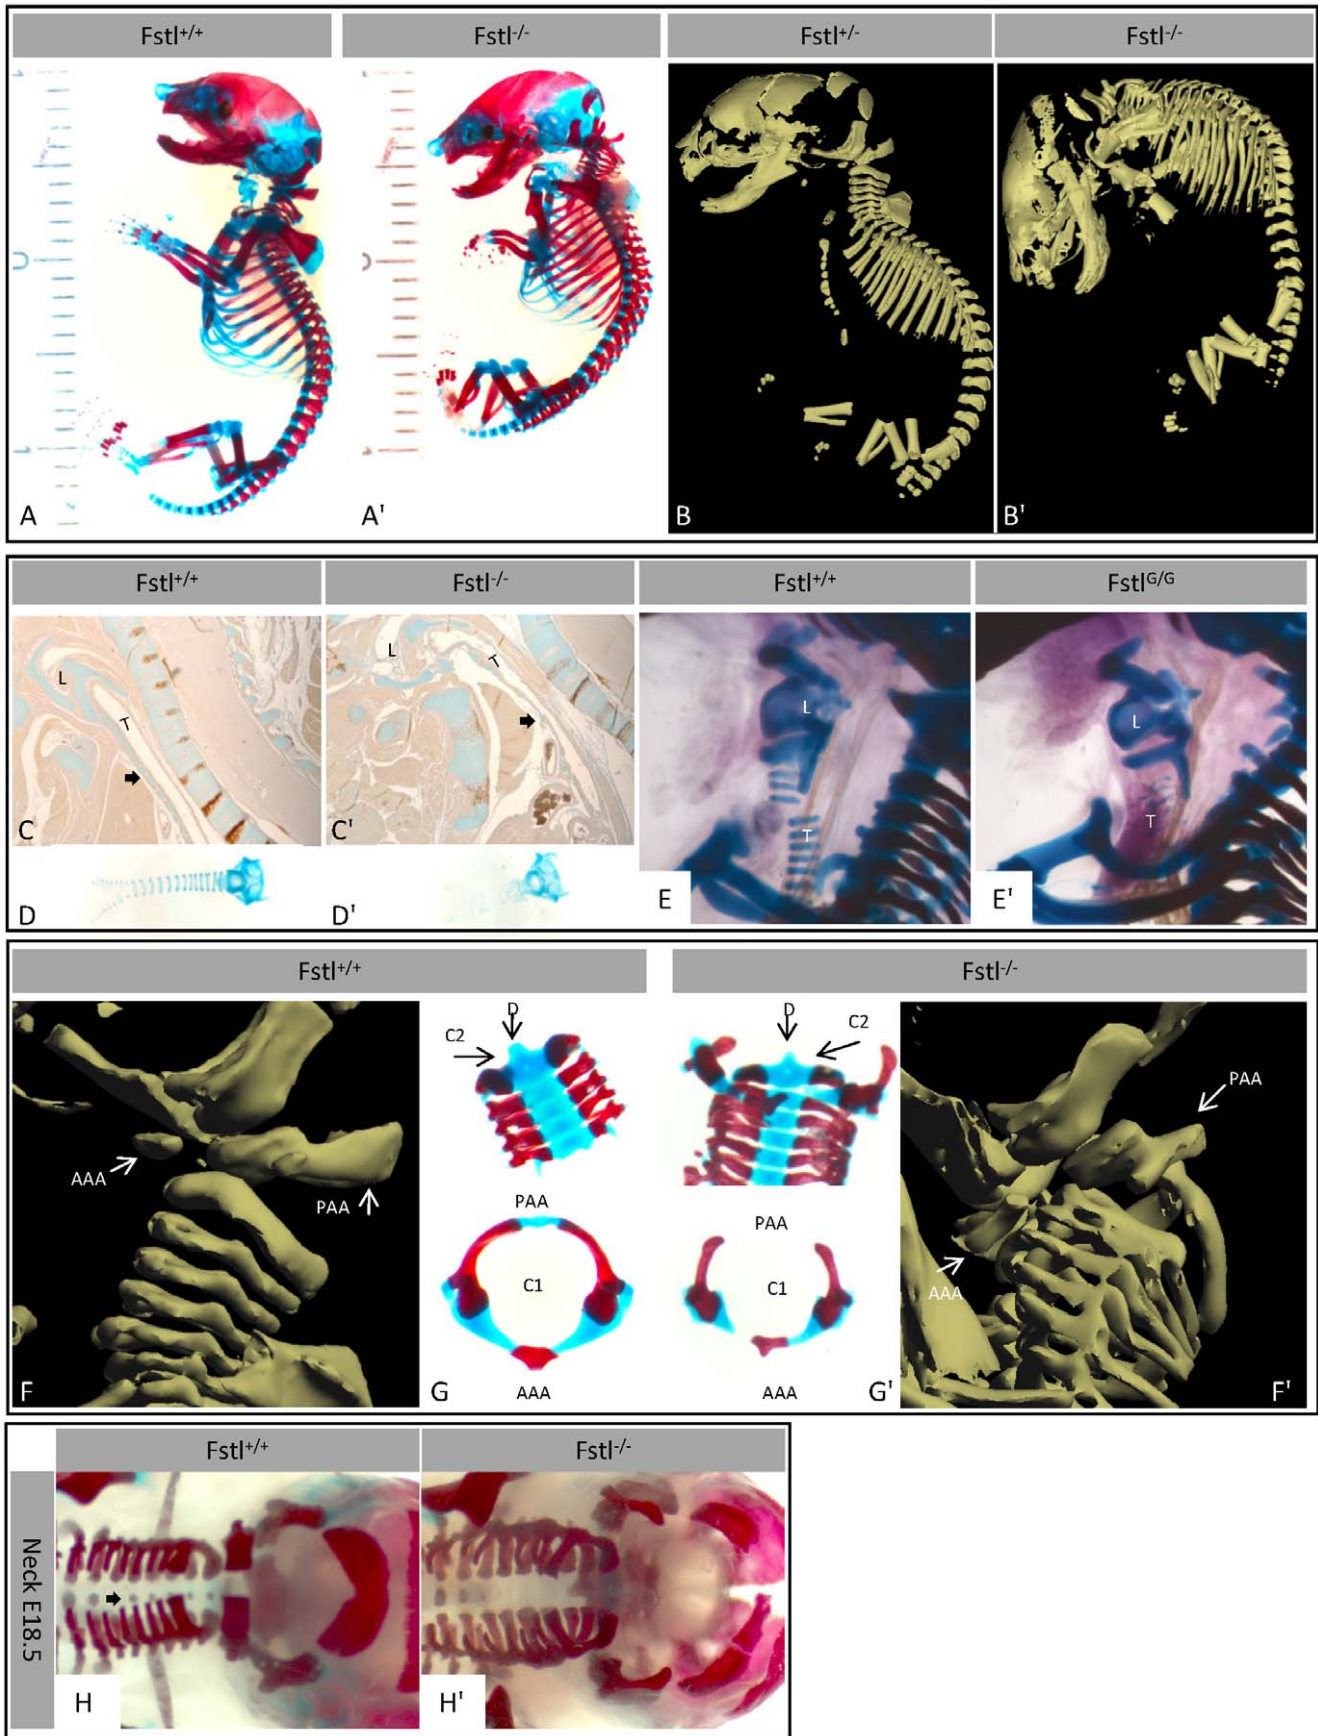 Fstl+/+
Fstl-/-
Fstl+/-
Fstl-/-
A
A'
B
B'
Fstl+/+
Fstl-/-
Fstl+/+
FstlG/G
L
T
C
L
T
C'
D
D'
L
T
E
L
T
E'
Fstl+/+
Fstl-/-
AAA
PAA
F
D
C2
PAA
C1
AAA
G
D
C2
PAA
C1
AAA
G'
PAA
AAA
F'
Fstl+/+
Fstl-/-
Neck E18.5
H
H'